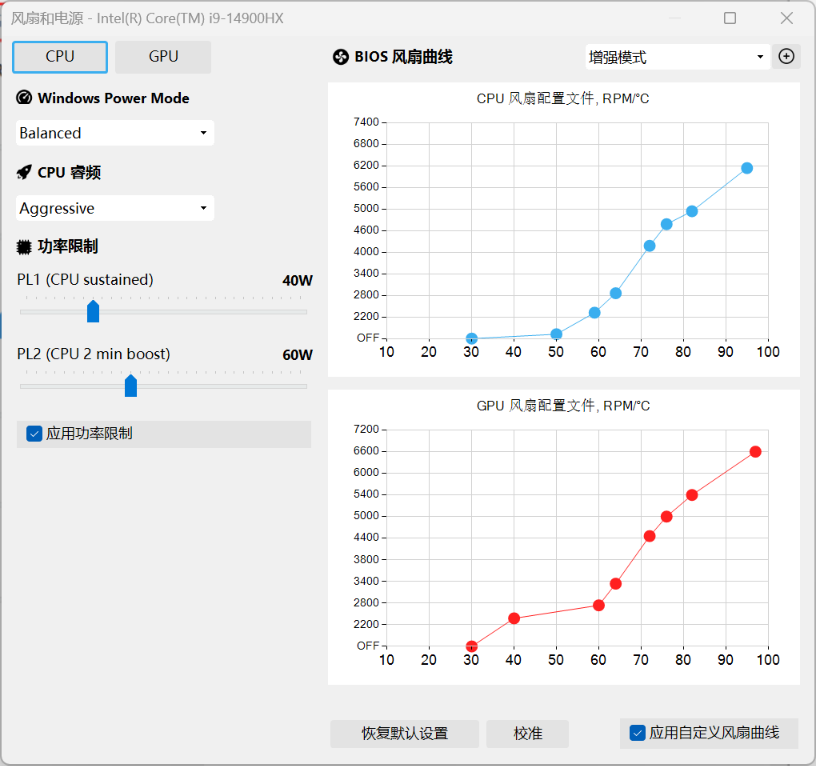 风扇和电源 - Intel(R) Core(TM) i9-14900HX
CPU GPU
Windows Power Mode
Balanced
CPU 睿频
Aggressive
功率限制
PL1 (CPU sustained) 40W
PL2 (CPU 2 min boost) 60W
应用功率限制
BIOS 风扇曲线 增强模式
CPU 风扇配置文件, RPM/°C
7400
6800
6200
5600
5000
4600
4000
3400
2800
2200
OFF
10 20 30 40 50 60 70 80 90 100
GPU 风扇配置文件, RPM/°C
7200
6600
6000
5400
5000
4400
3800
3400
2800
2200
OFF
10 20 30 40 50 60 70 80 90 100
恢复默认设置 校准 应用自定义风扇曲线